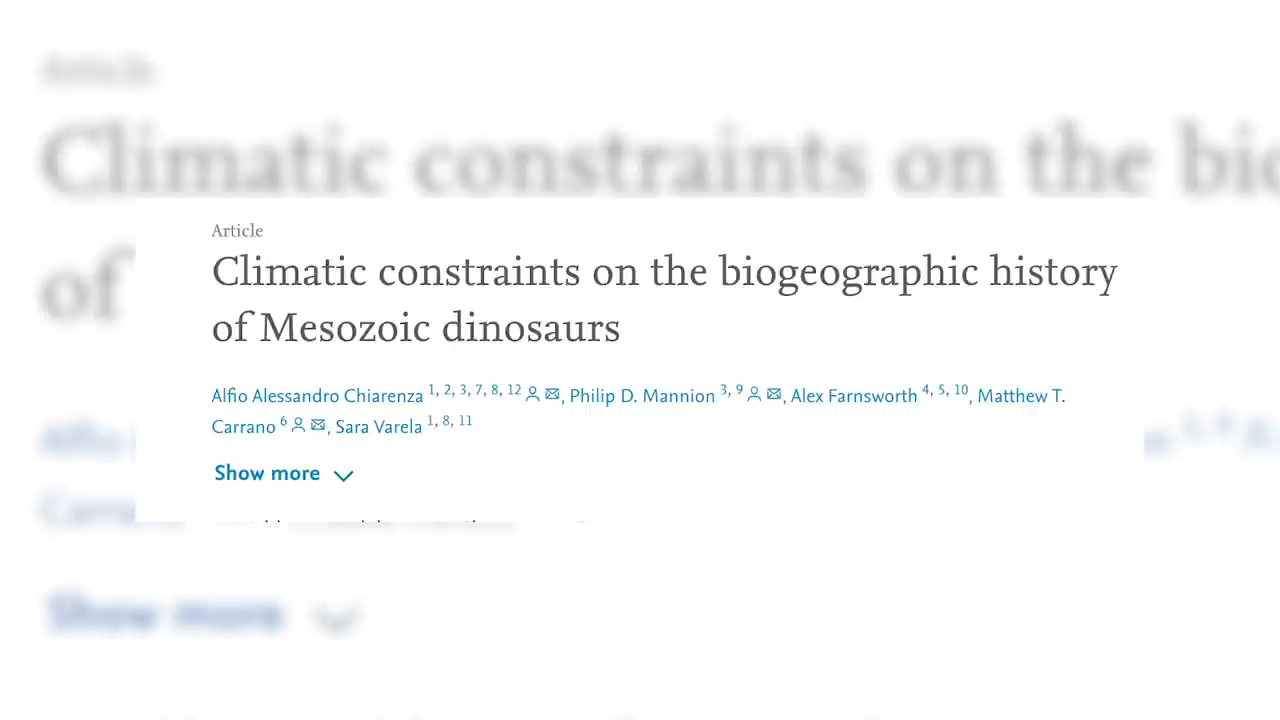 Article
Climatic constraints on the biogeographic history
of Mesozoic dinosaurs
Alfio Alessandro Chiarenza 1, 2, 3, 7, 8, 12, Philip D. Mannion 3, 9, Alex Farnsworth 4, 5, 10, Matthew T.
Carrano 6, Sara Varela 1, 8, 11
Show more